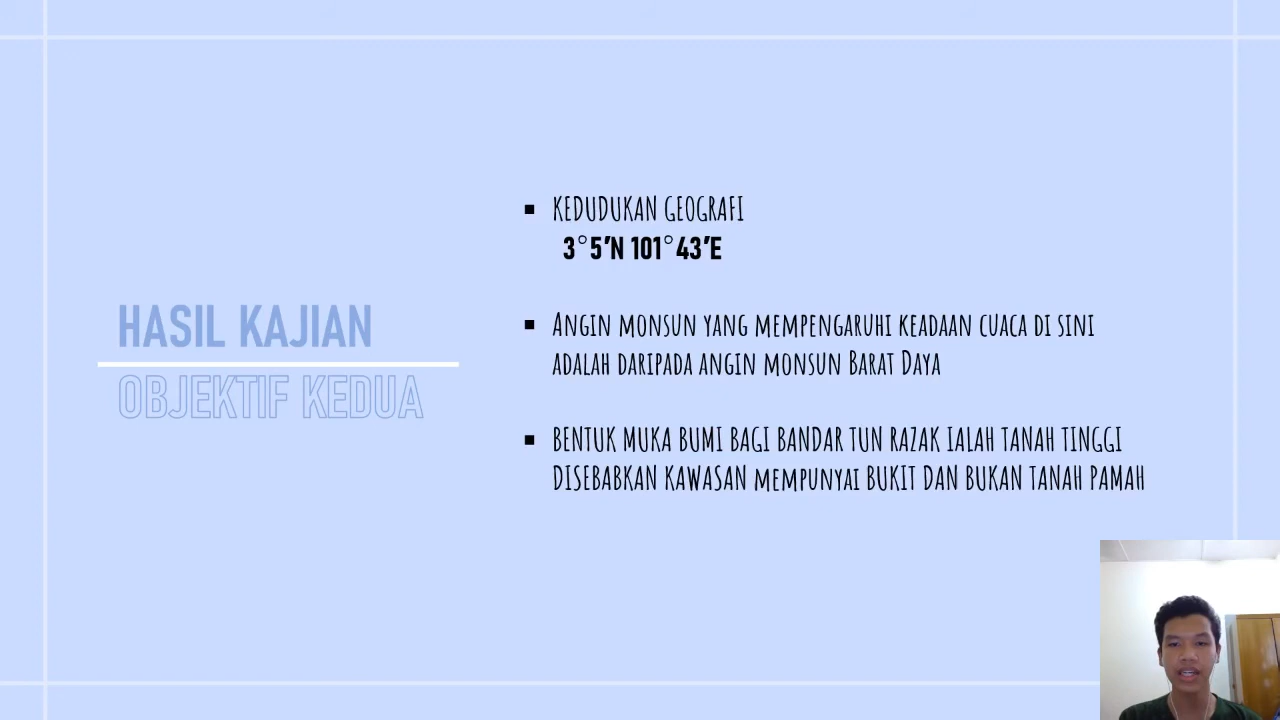 HASIL KAJIAN
OBJEKTIF KEDUA
▪ KEDUDUKAN GEOGRAFI
3°5’N 101°43’E
▪ Angin monsun yang mempengaruhi keadaan cuaca di sini
adalah daripada angin monsun Barat Daya
▪ BENTUK MUKA BUMI BAGI BANDAR TUN RAZAK IALAH TANAH TINGGI
DISEBABKAN KAWASAN mempunyai BUKIT DAN BUKAN TANAH PAMAH